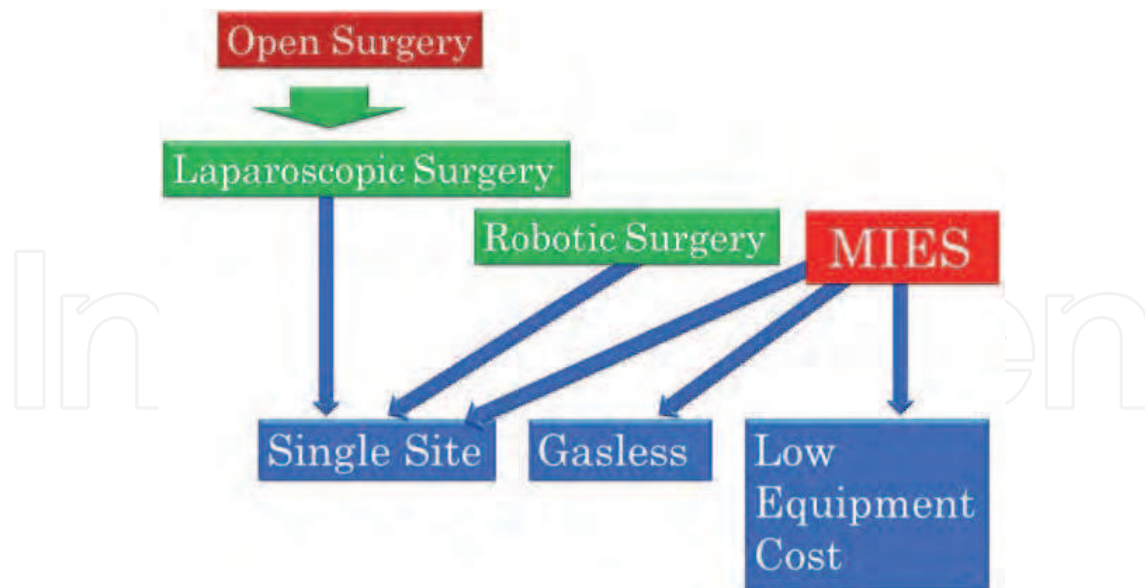 Open Surgery
Laparoscopic Surgery
Robotic Surgery
MIES
Single Site
Gasless
Low
Equipment
Cost